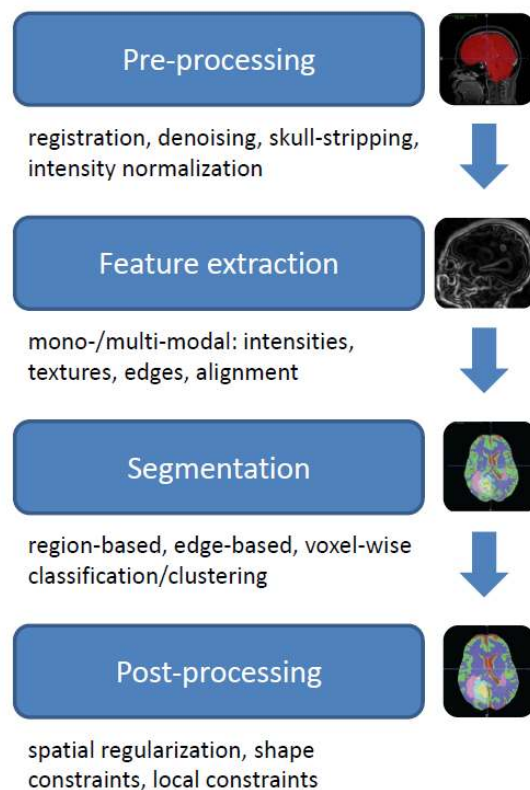 Pre-processing
registration, denoising, skull-stripping,
intensity normalization
Feature extraction
mono-/multi-modal: intensities,
textures, edges, alignment
Segmentation
region-based, edge-based, voxel-wise
classification/clustering
Post-processing
spatial regularization, shape
constraints, local constraints